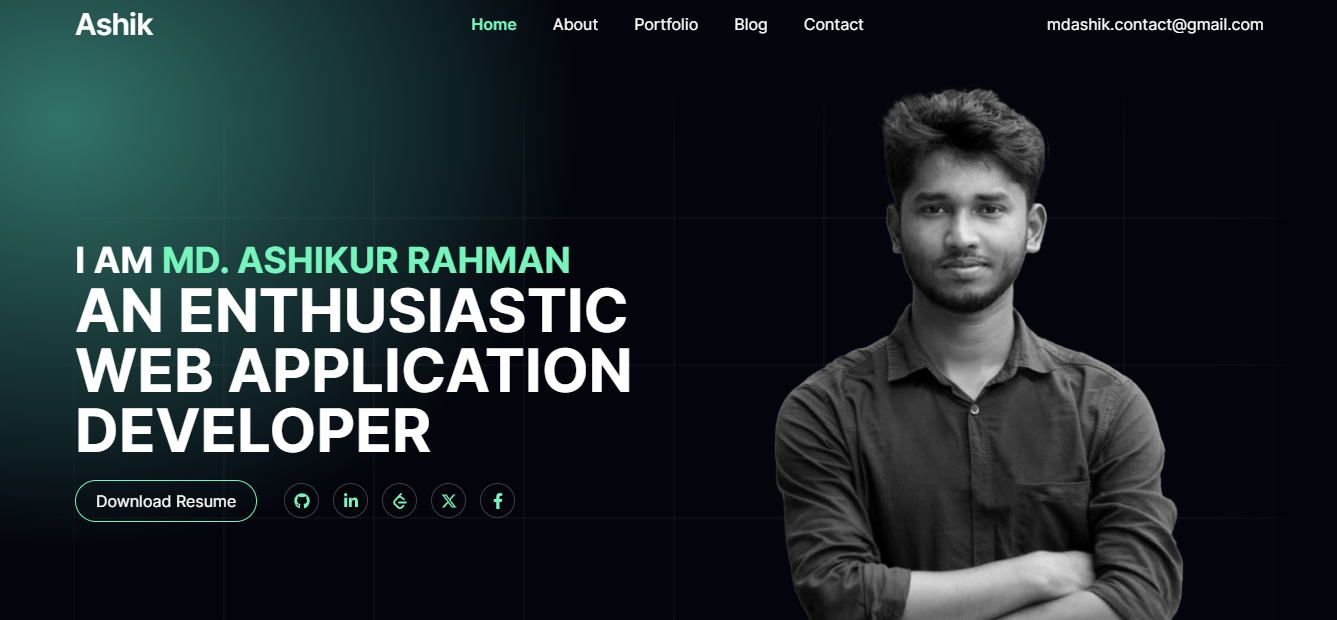 Ashik
Home
About
Portfolio
Blog
Contact
mdashik.contact@gmail.com
I AM MD. ASHIKUR RAHMAN
AN ENTHUSIASTIC
WEB APPLICATION
DEVELOPER
Download Resume